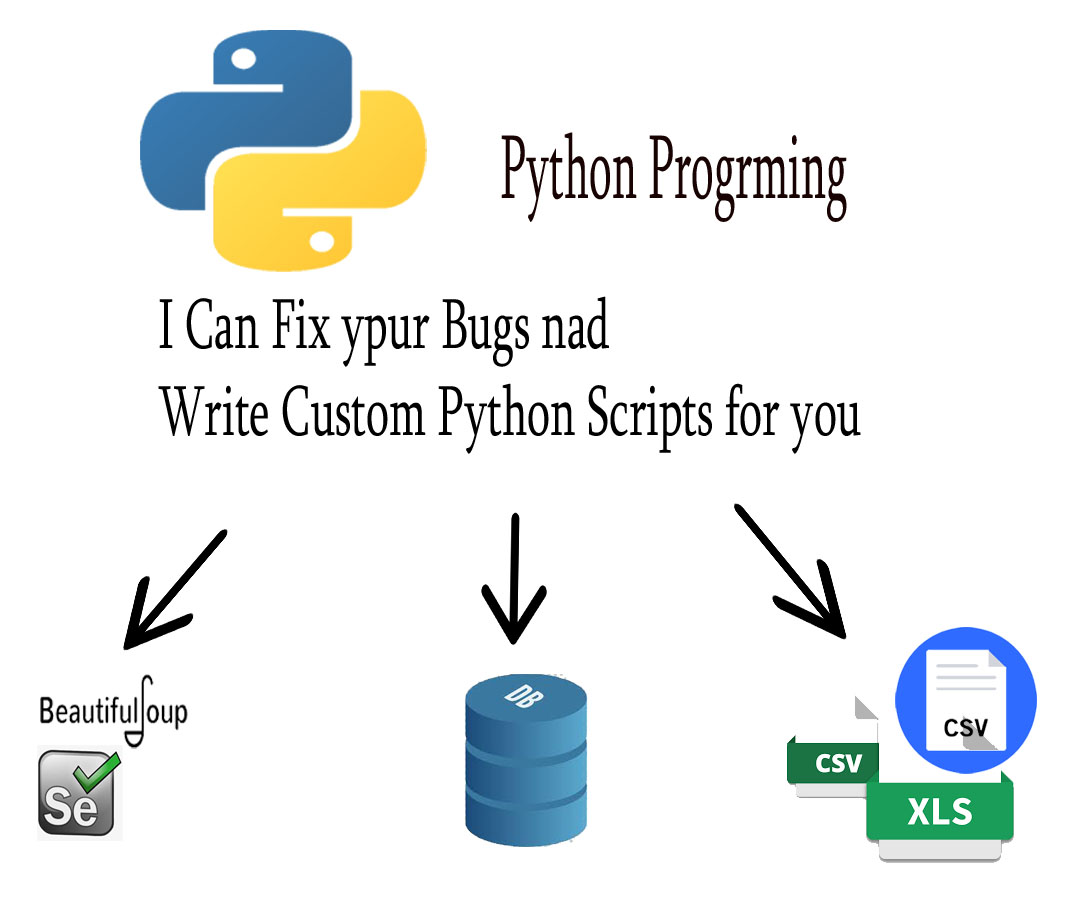 Python Progrming
I Can Fix ypur Bugs nad
Write Custom Python Scripts for you
BeautifulSoup
Se
DB
CSV
CSV
XLS